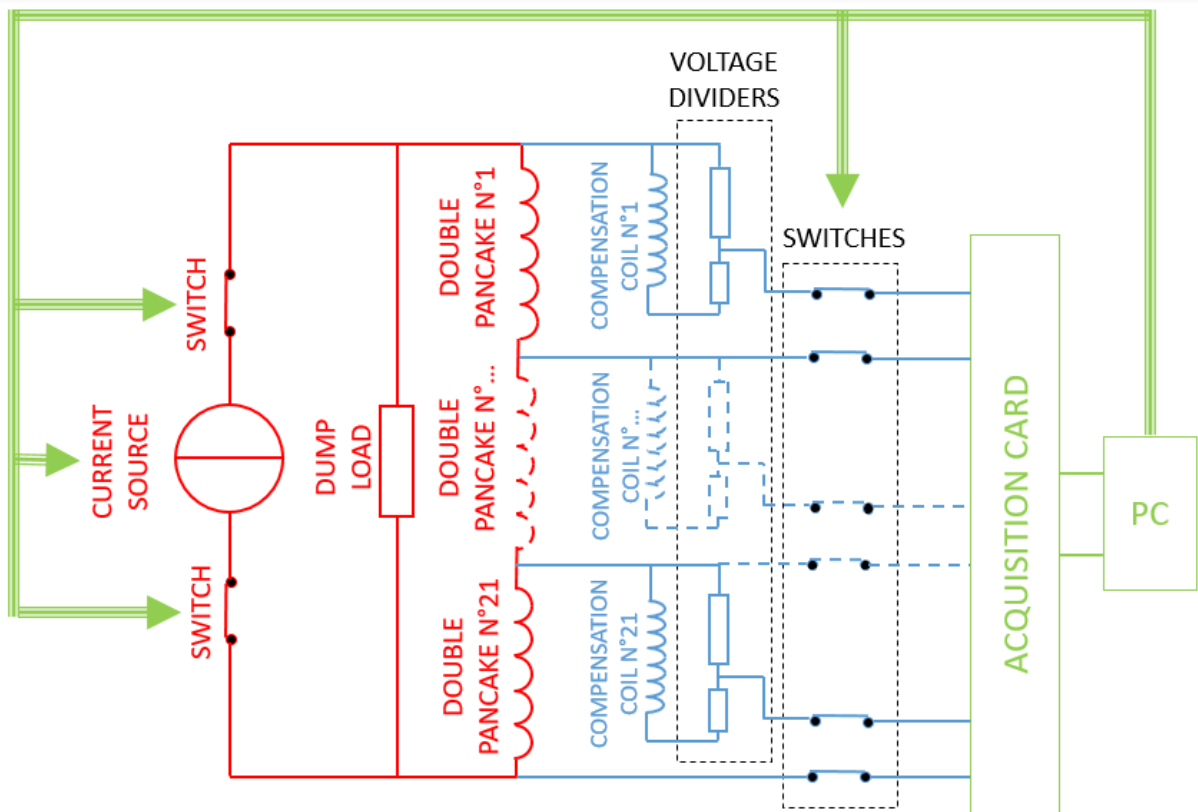 VOLTAGE
DIVIDERS
SWITCHES
SWITCH
CURRENT
SOURCE
SWITCH
DUMP
LOAD
DOUBLE
PANCAKE N°1
DOUBLE
PANCAKE N° ...
DOUBLE
PANCAKE N°21
COMPENSATION
COIL N°1
COMPENSATION
COIL N°...
COMPENSATION
COIL N°21
ACQUISITION CARD
PC